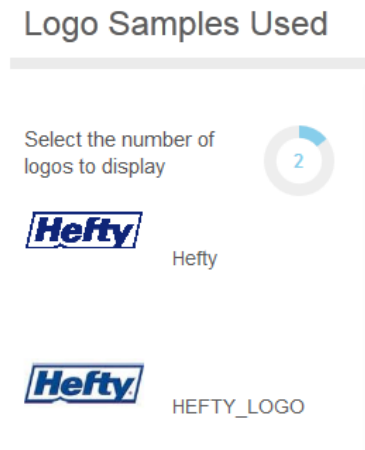 Logo Samples Used
Select the number of
logos to display
2
Hefty
Hefty
Hefty
HEFTY_LOGO